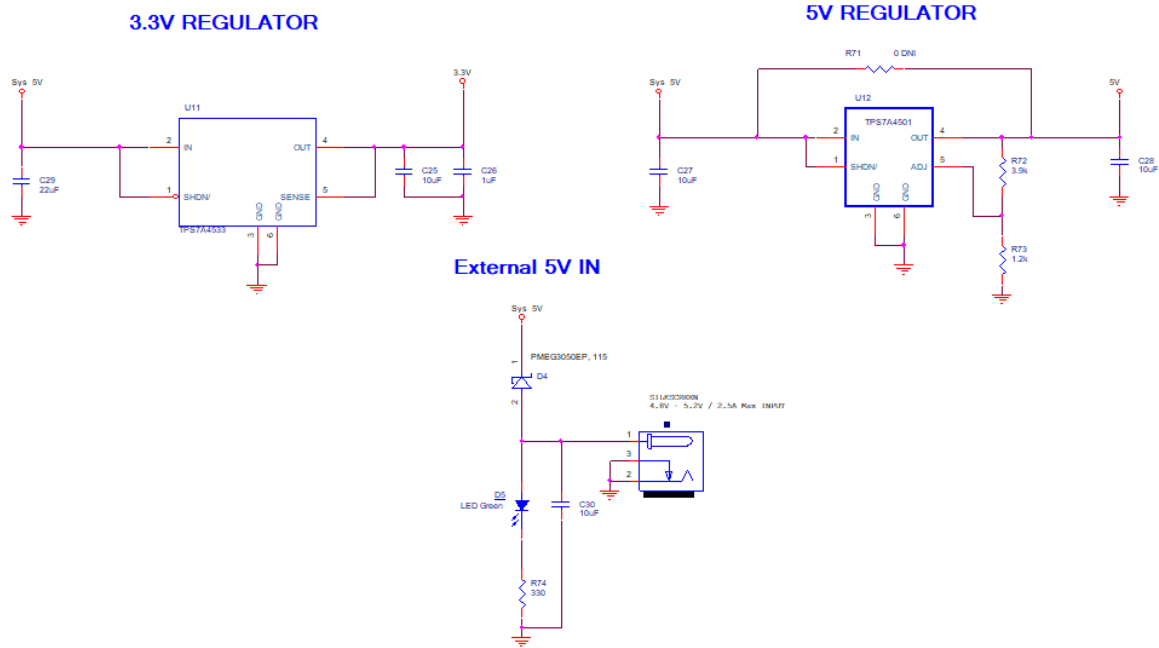 3.3V REGULATOR
Sys 5V
3.3V
U11
2
IN
OUT
4
1
SHDN/
SENSE
5
GND
GND
3
6
TPS7A4533
C29
22uF
C25
10uF
C26
1uF
5V REGULATOR
R71
0 DNI
Sys 5V
5V
U12
TPS7A4501
2
IN
OUT
4
1
SHDN/
ADJ
5
GND
GND
3
6
C27
10uF
R72
3.9k
C28
10uF
R73
1.2k
External 5V IN
Sys 5V
1
PMEG3050EP, 115
D4
2
4.8V - 5.2V / 2.5A Max INPUT
1
3
2
D5
LED Green
C30
10uF
R74
330